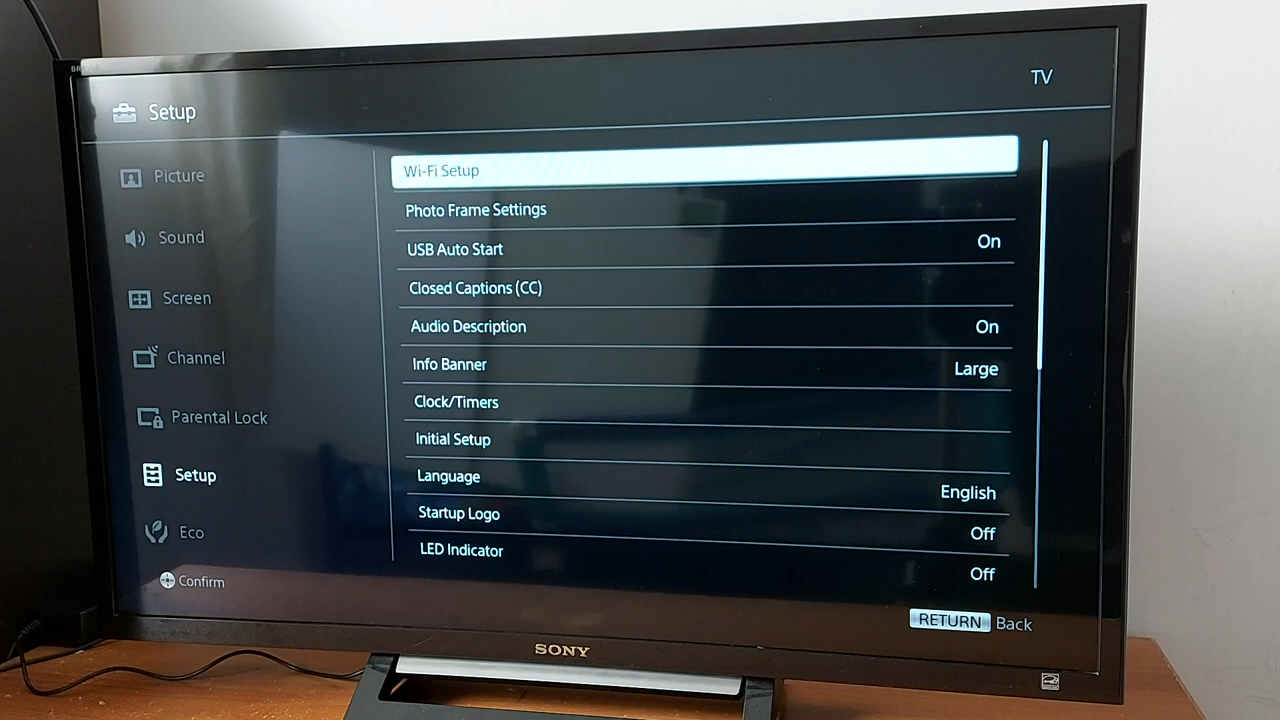 BRAVIA
Setup
TV
Picture
Sound
Screen
Channel
Parental Lock
Setup
Eco
Confirm
Wi-Fi Setup
Photo Frame Settings
USB Auto Start On
Closed Captions (CC)
Audio Description On
Info Banner Large
Clock/Timers
Initial Setup
Language English
Startup Logo Off
LED Indicator Off
RETURN Back
SONY